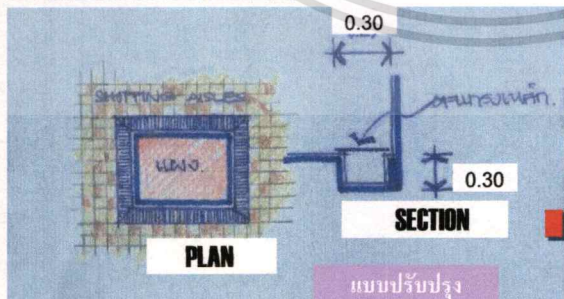 0.30
SHOPPING AISLES
ตะแกรงเหล็ก.
แผง.
0.30
SECTION
PLAN
แบบปรับปรุง